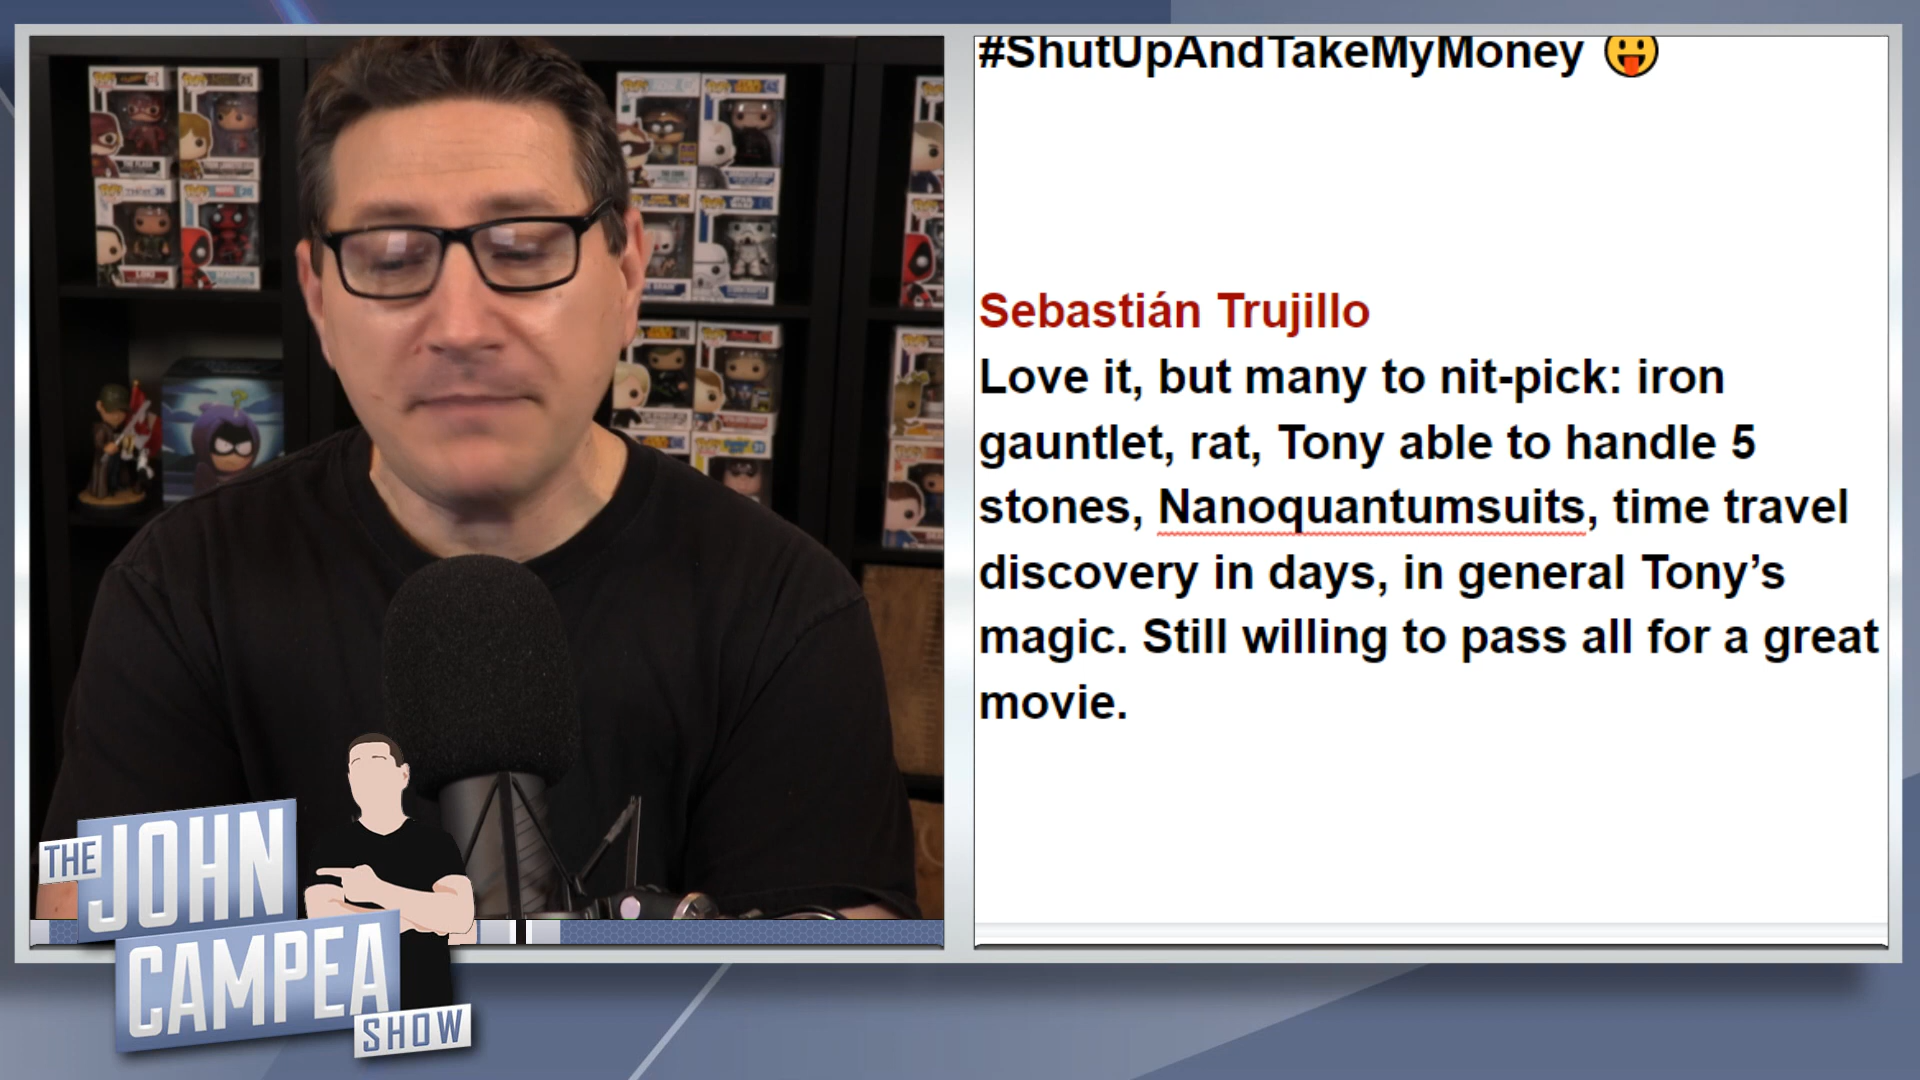 #ShutUpAndTakeMyMoney 😛
Sebastián Trujillo
Love it, but many to nit-pick: iron
gauntlet, rat, Tony able to handle 5
stones, Nanoquantumsuits, time travel
discovery in days, in general Tony’s
magic. Still willing to pass all for a great
movie.
THE
JOHN
CAMPEA
SHOW